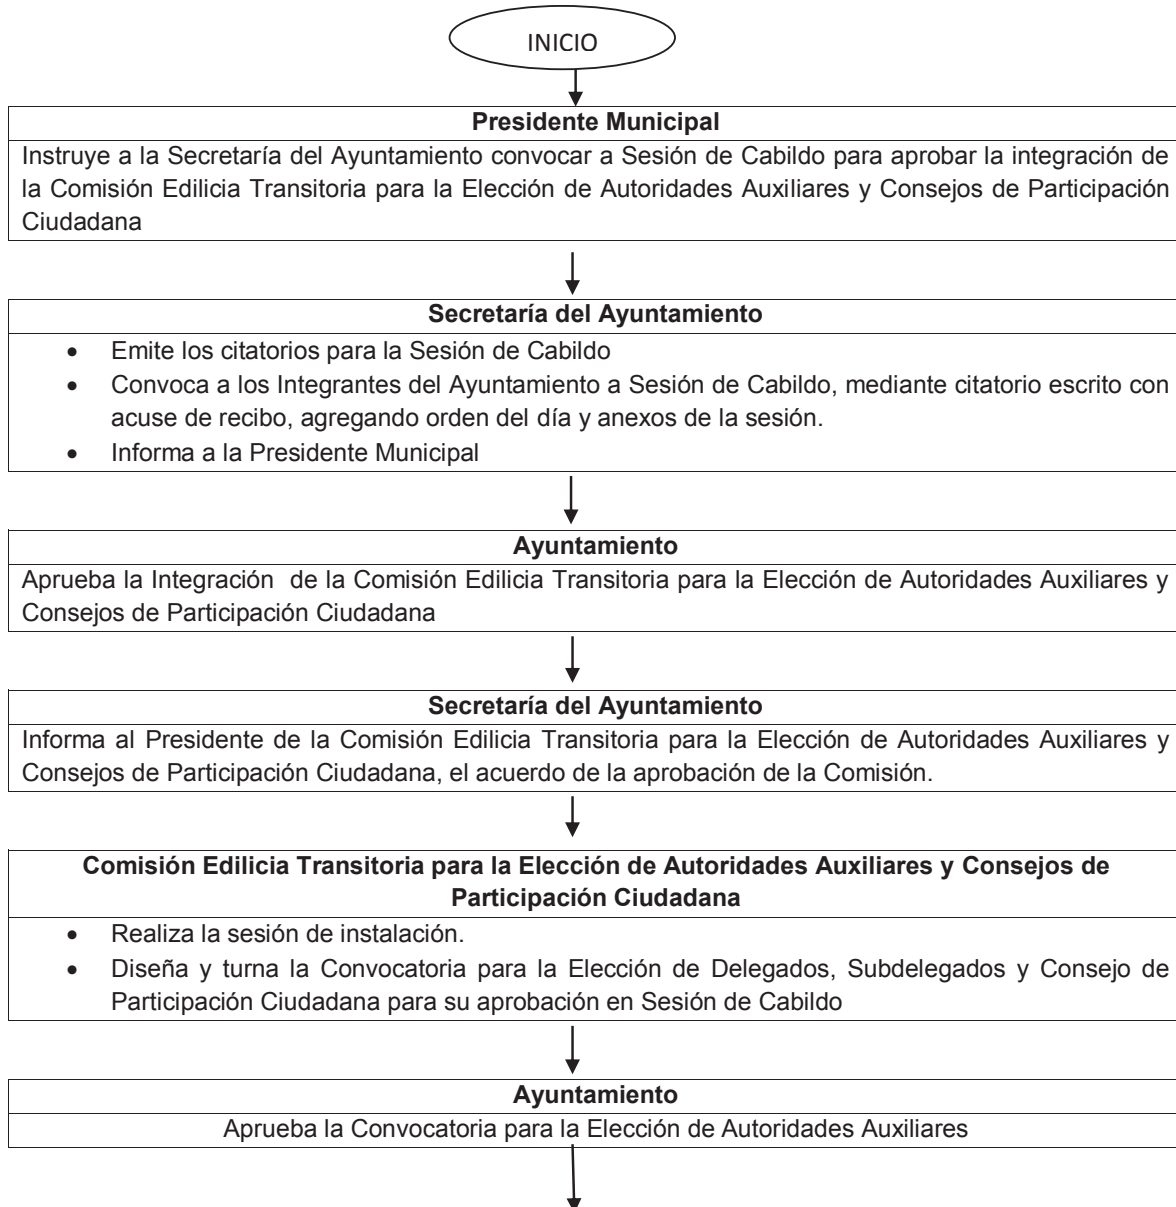 INICIO
Presidente Municipal
Instruye a la Secretaría del Ayuntamiento convocar a Sesión de Cabildo para aprobar la integración de
la Comisión Edilicia Transitoria para la Elección de Autoridades Auxiliares y Consejos de Participación
Ciudadana
Secretaría del Ayuntamiento
• Emite los citatorios para la Sesión de Cabildo
• Convoca a los Integrantes del Ayuntamiento a Sesión de Cabildo, mediante citatorio escrito con
acuse de recibo, agregando orden del día y anexos de la sesión.
• Informa a la Presidente Municipal
Ayuntamiento
Aprueba la Integración de la Comisión Edilicia Transitoria para la Elección de Autoridades Auxiliares y
Consejos de Participación Ciudadana
Secretaría del Ayuntamiento
Informa al Presidente de la Comisión Edilicia Transitoria para la Elección de Autoridades Auxiliares y
Consejos de Participación Ciudadana, el acuerdo de la aprobación de la Comisión.
Comisión Edilicia Transitoria para la Elección de Autoridades Auxiliares y Consejos de
Participación Ciudadana
• Realiza la sesión de instalación.
• Diseña y turna la Convocatoria para la Elección de Delegados, Subdelegados y Consejo de
Participación Ciudadana para su aprobación en Sesión de Cabildo
Ayuntamiento
Aprueba la Convocatoria para la Elección de Autoridades Auxiliares